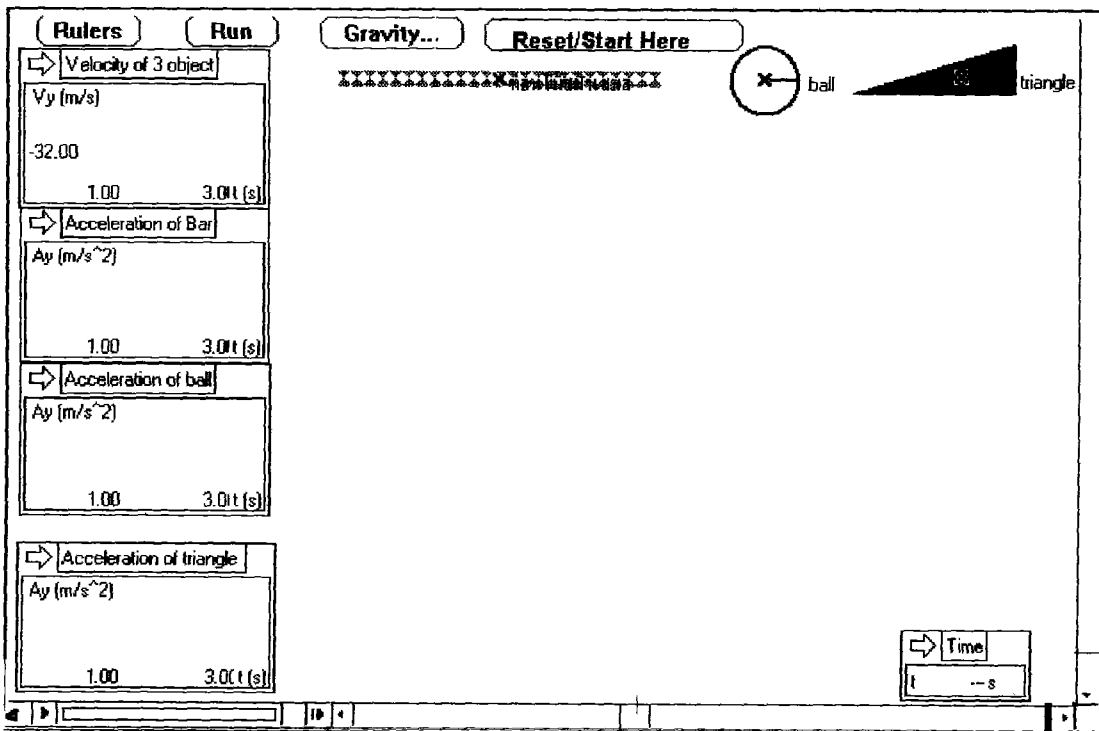 Rulers Run Gravity... Reset/Start Here
Velocity of 3 object
Vy (m/s)
-32.00
1.00 3.0 t (s)
ball
triangle
Acceleration of Bar
Ay (m/s^2)
1.00 3.0 t (s)
Acceleration of ball
Ay (m/s^2)
1.00 3.0 t (s)
Acceleration of triangle
Ay (m/s^2)
1.00 3.0 t (s)
Time
t --- s